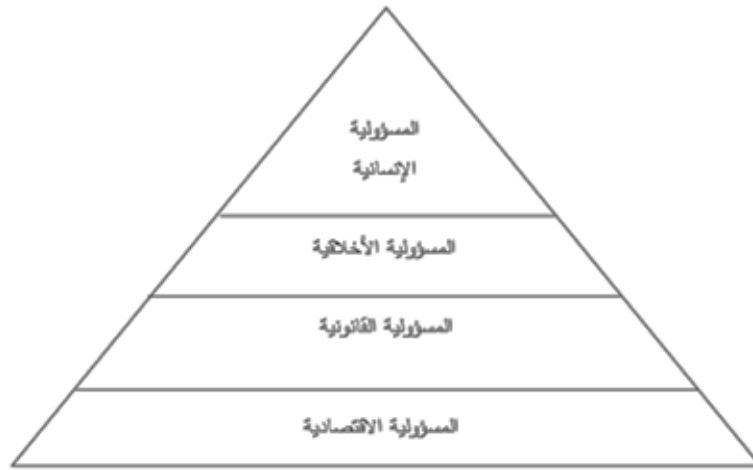 المسؤولية
الإنسانية
المسؤولية الأخلاقية
المسؤولية القانونية
المسؤولية الاقتصادية